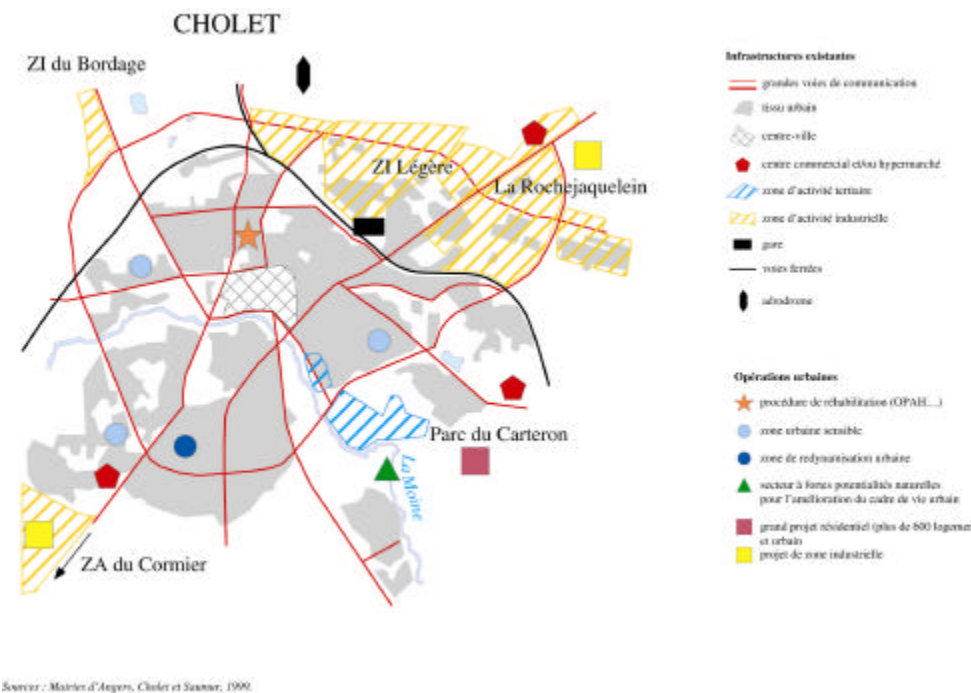 CHOLET
ZI du Bordage
ZI Légère
La Rochejaquelein
Parc du Carteron
La Moine
ZA du Cormier
Infrastructures existantes
grandes voies de communication
tissu urbain
centre-ville
centre commercial et/ou hypermarché
zone d'activité tertiaire
zone d'activité industrielle
gare
voies ferrées
aérodrome
Opérations urbaines
procédure de réhabilitation (OPAH...)
zone urbaine sensible
zone de redynamisation urbaine
secteur à fortes potentialités naturelles
pour l'amélioration du cadre de vie urbain
grand projet résidentiel (plus de 600 logeme
et urbain
projet de zone industrielle
Sources : Mairies d'Angers, Cholet et Saumur, 1999.